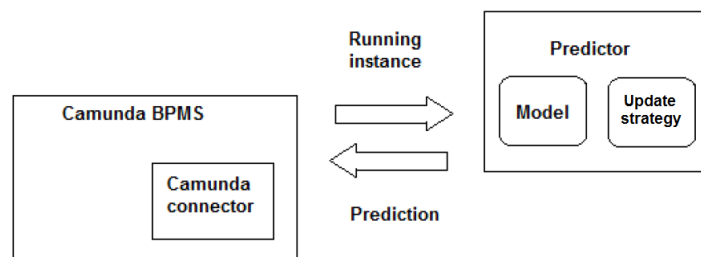 Running
instance
Predictor
Model
Update
strategy
Camunda BPMS
Camunda
connector
Prediction